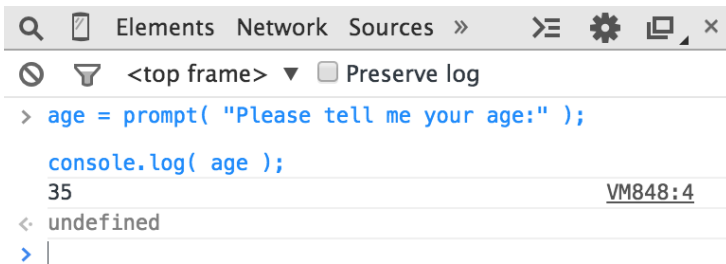 Elements Network Sources »
<top frame> ▼ Preserve log
> age = prompt( "Please tell me your age:" );
console.log( age );
35 VM848:4
<· undefined
>